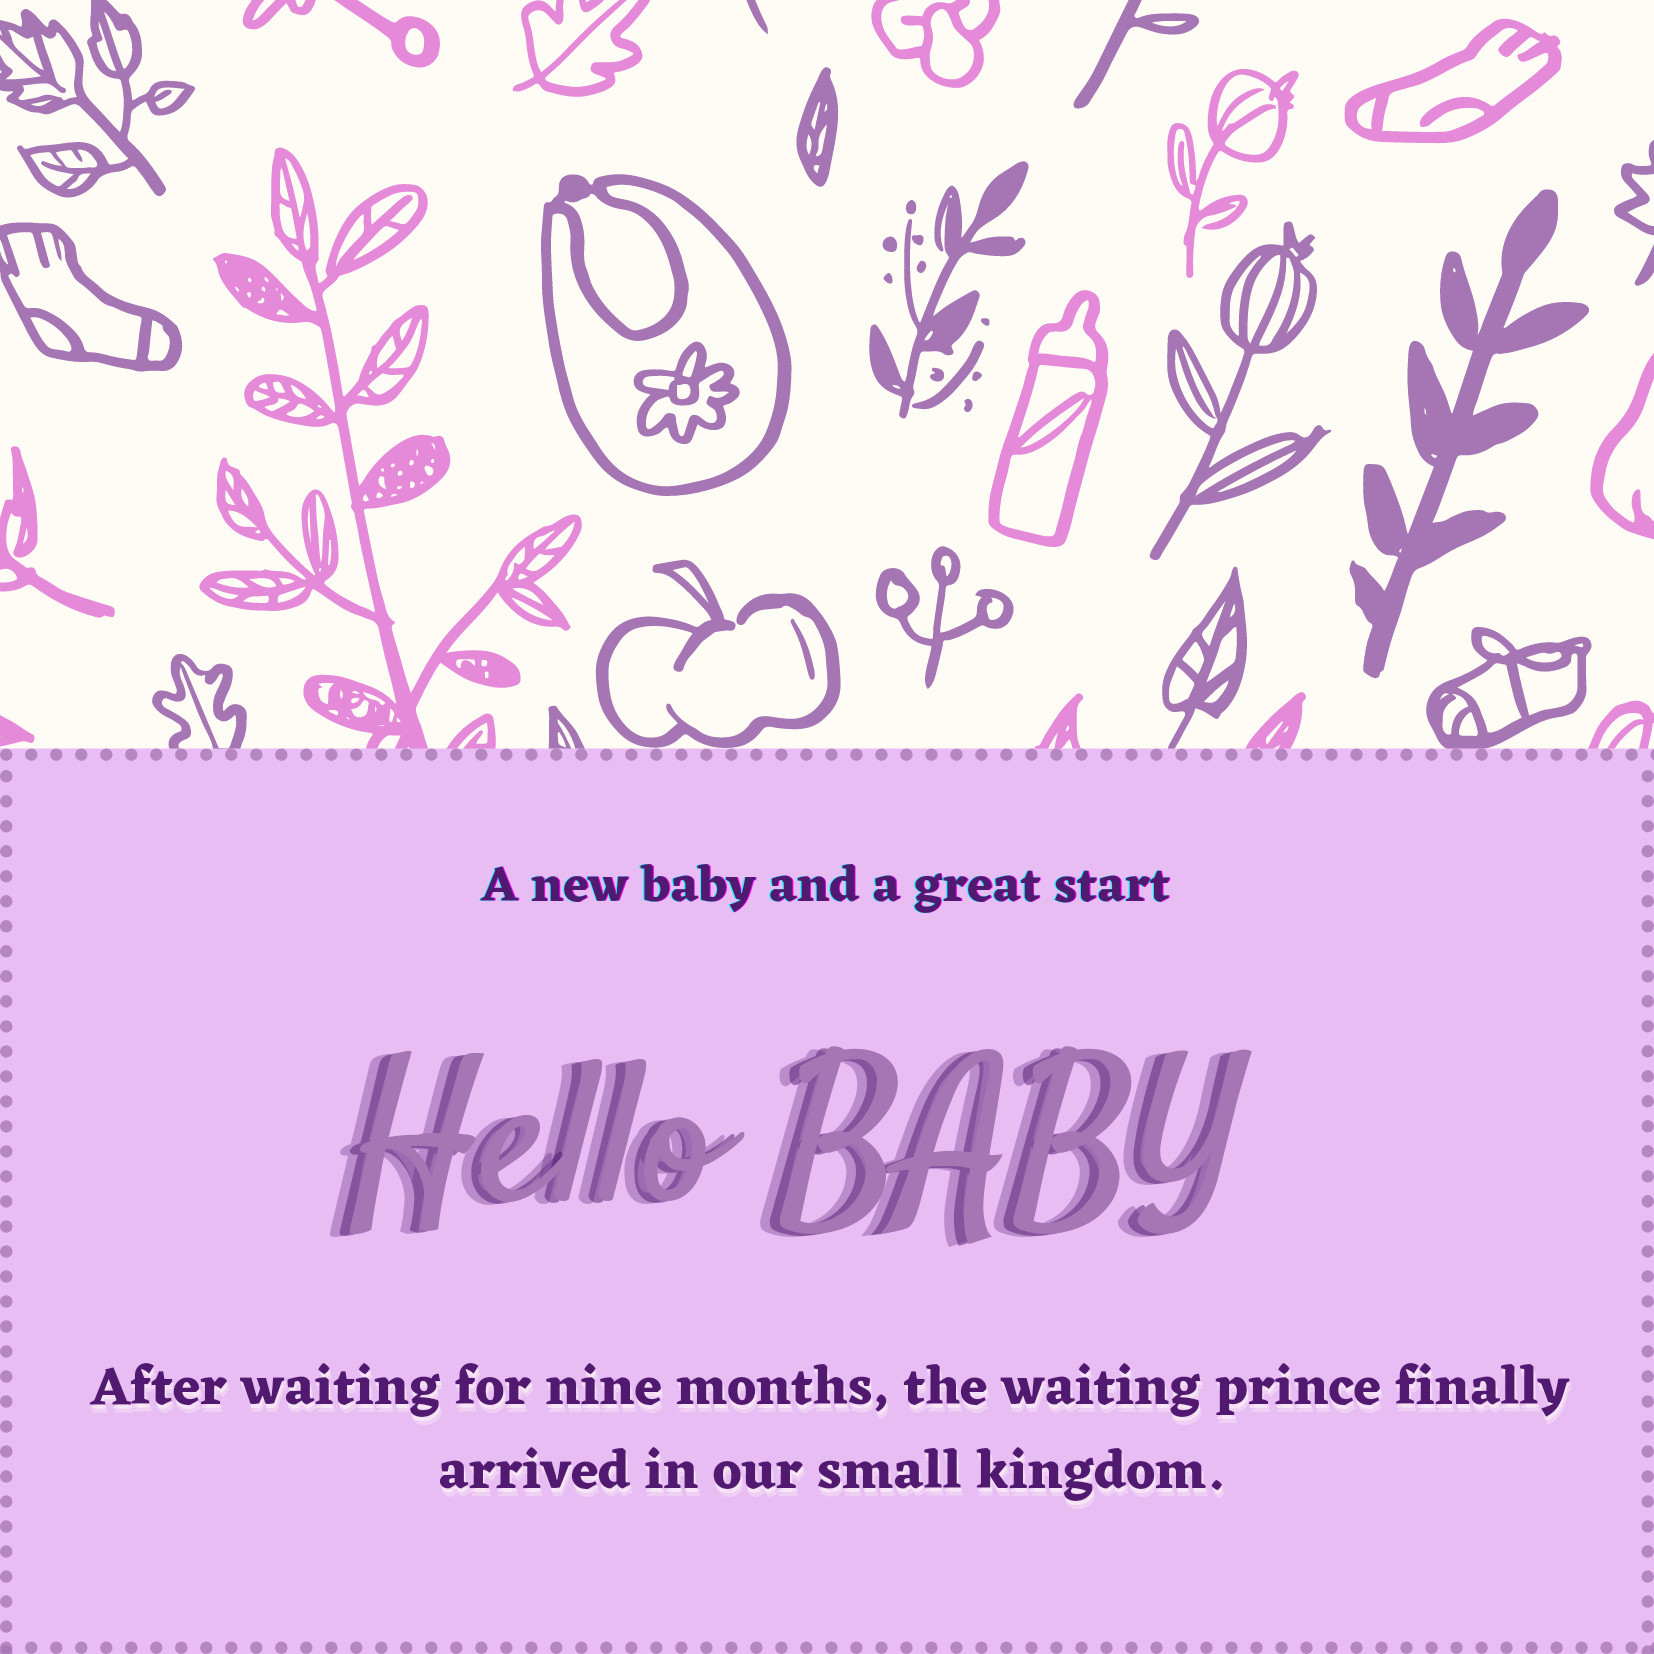 A new baby and a great start
Hello BABY
After waiting for nine months, the waiting prince finally
arrived in our small kingdom.